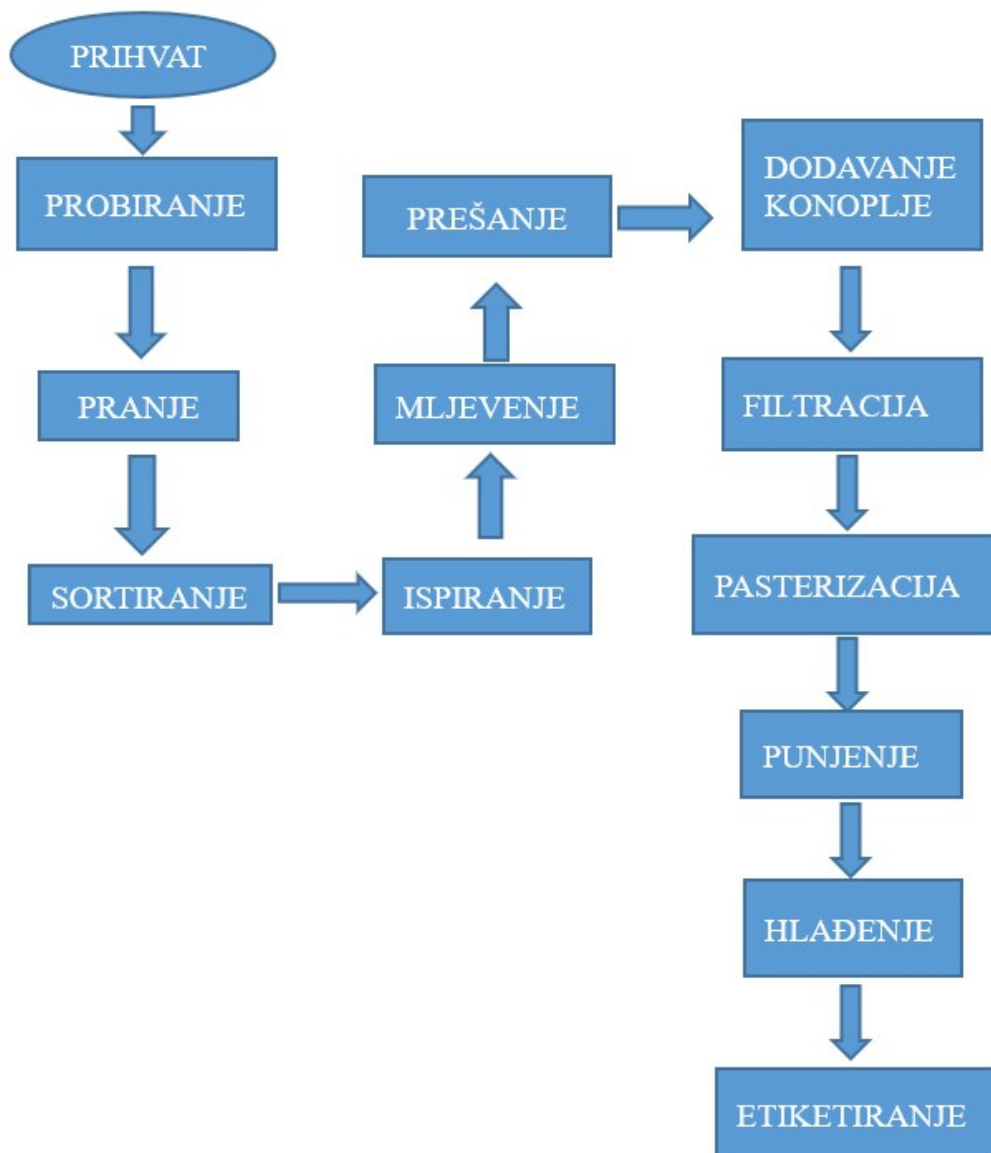 PRIHVAT
PROBIRANJE
PRANJE
SORTIRANJE
ISPIRANJE
MLJEVENJE
PREŠANJE
DODAVANJE
KONOPLJE
FILTRACIJA
PASTERIZACIJA
PUNJENJE
HLAĐENJE
ETIKETIRANJE